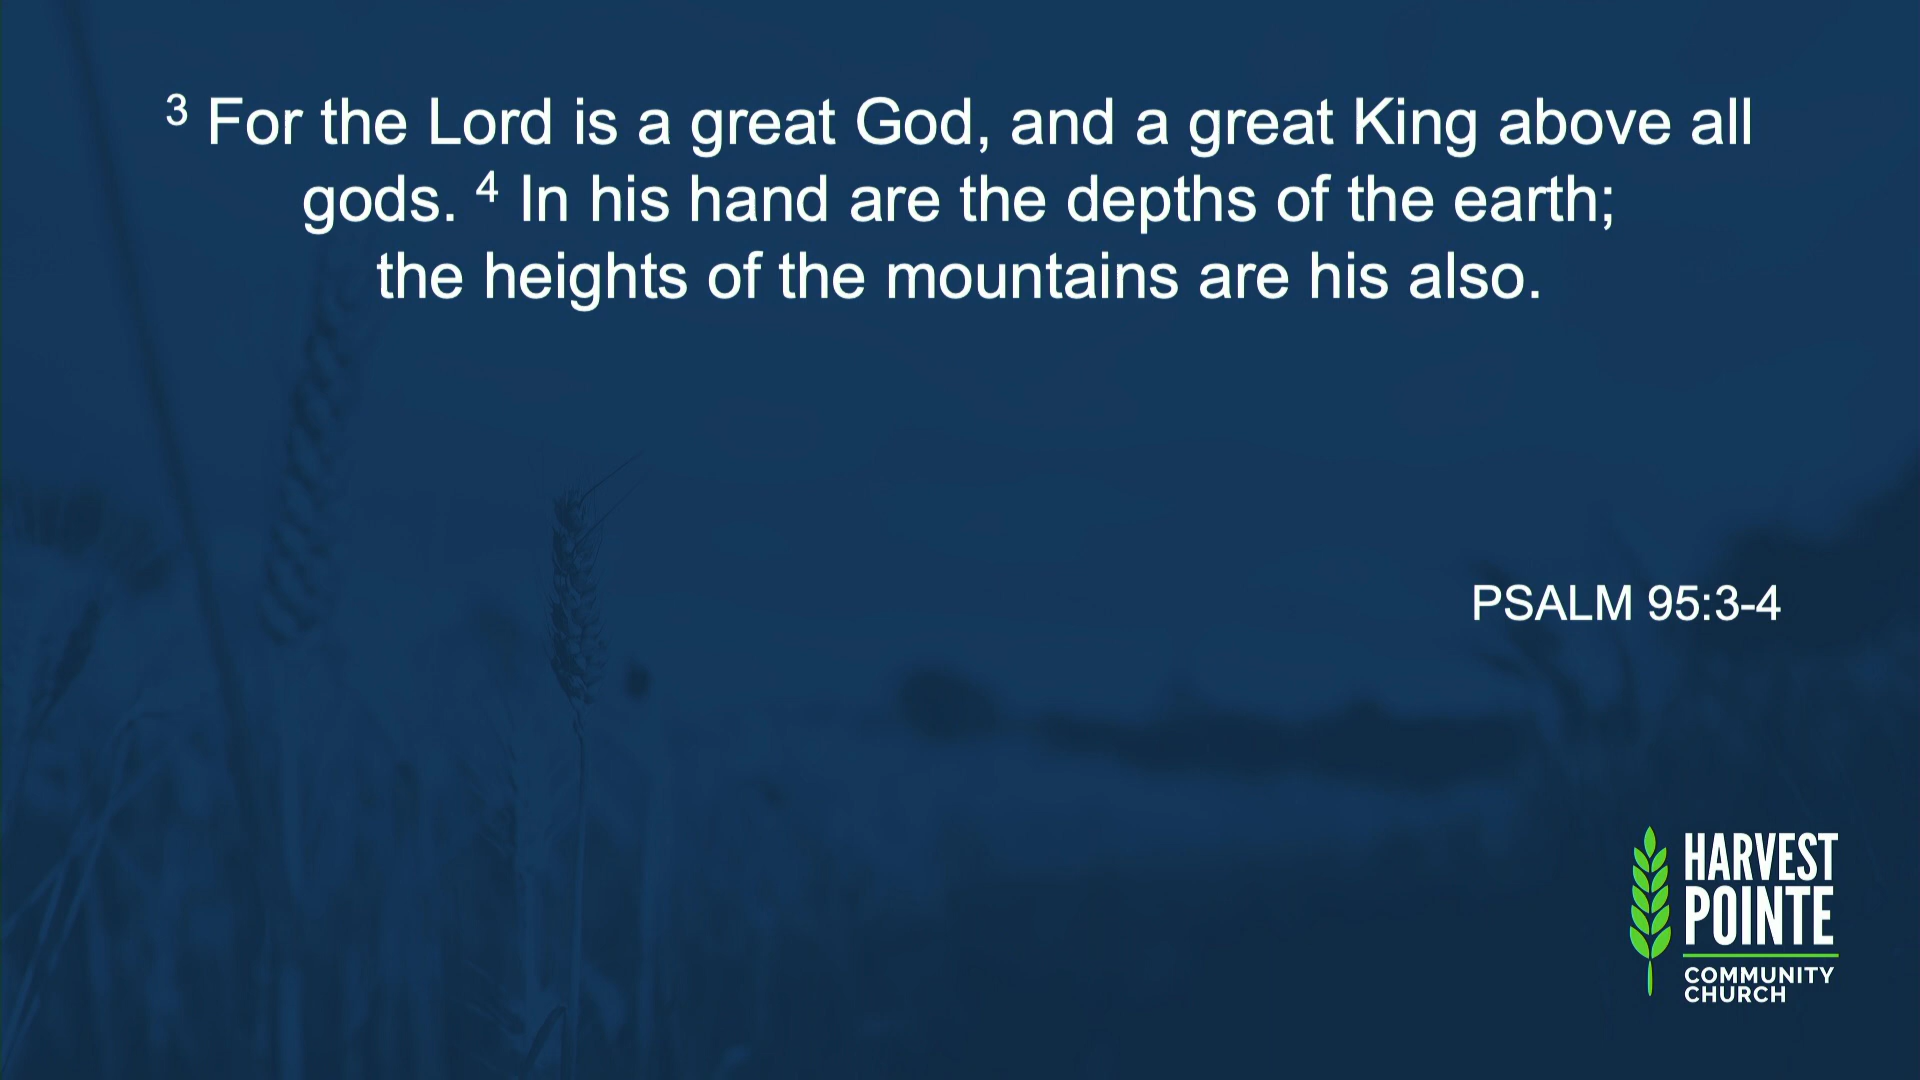 ³ For the Lord is a great God, and a great King above all
gods. ⁴ In his hand are the depths of the earth;
the heights of the mountains are his also.
PSALM 95:3-4
HARVEST
POINTE
COMMUNITY
CHURCH